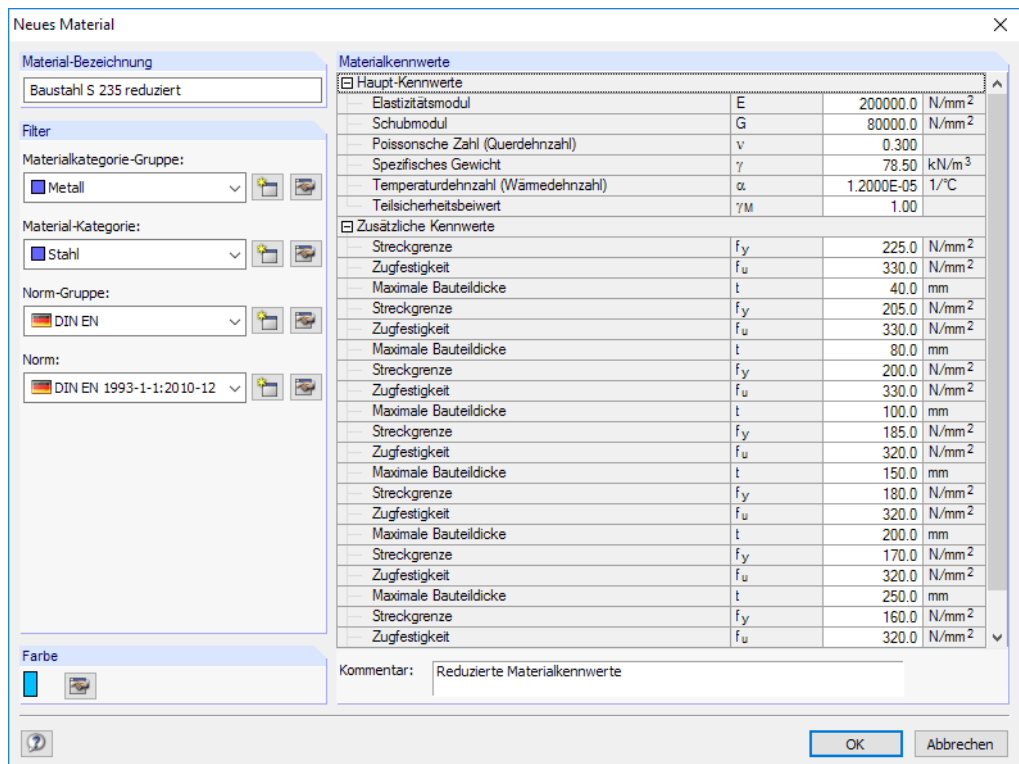 Neues Material
Material-Bezeichnung
Baustahl S 235 reduziert
Filter
Materialkategorie-Gruppe:
Metall
Material-Kategorie:
Stahl
Norm-Gruppe:
DIN EN
Norm:
DIN EN 1993-1-1:2010-12
Farbe
Materialkennwerte
Haupt-Kennwerte
Elastizitätsmodul E 200000.0 N/mm²
Schubmodul G 80000.0 N/mm²
Poissonsche Zahl (Querdehnzahl) ν 0.300
Spezifisches Gewicht γ 78.50 kN/m³
Temperaturdehnzahl (Wärmedehnzahl) α 1.2000E-05 1/°C
Teilsicherheitsbeiwert γM 1.00
Zusätzliche Kennwerte
Streckgrenze fy 225.0 N/mm²
Zugfestigkeit fu 330.0 N/mm²
Maximale Bauteildicke t 40.0 mm
Streckgrenze fy 205.0 N/mm²
Zugfestigkeit fu 330.0 N/mm²
Maximale Bauteildicke t 80.0 mm
Streckgrenze fy 200.0 N/mm²
Zugfestigkeit fu 330.0 N/mm²
Maximale Bauteildicke t 100.0 mm
Streckgrenze fy 185.0 N/mm²
Zugfestigkeit fu 320.0 N/mm²
Maximale Bauteildicke t 150.0 mm
Streckgrenze fy 180.0 N/mm²
Zugfestigkeit fu 320.0 N/mm²
Maximale Bauteildicke t 200.0 mm
Streckgrenze fy 170.0 N/mm²
Zugfestigkeit fu 320.0 N/mm²
Maximale Bauteildicke t 250.0 mm
Streckgrenze fy 160.0 N/mm²
Zugfestigkeit fu 320.0 N/mm²
Kommentar: Reduzierte Materialkennwerte
OK Abbrechen